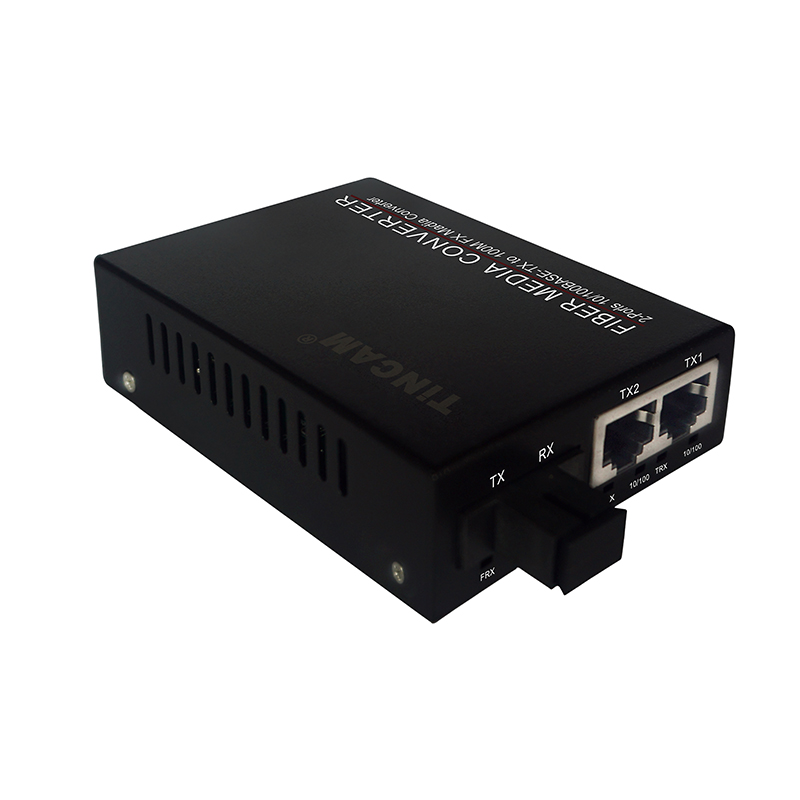 FIBER MEDIA CONVERTER
2-Ports 10/100BASE-TX to 100M FX Media Converter
TiNCAM®
TX1
TX2
RX
TX
10/100
TRX
10/100
X
FRX